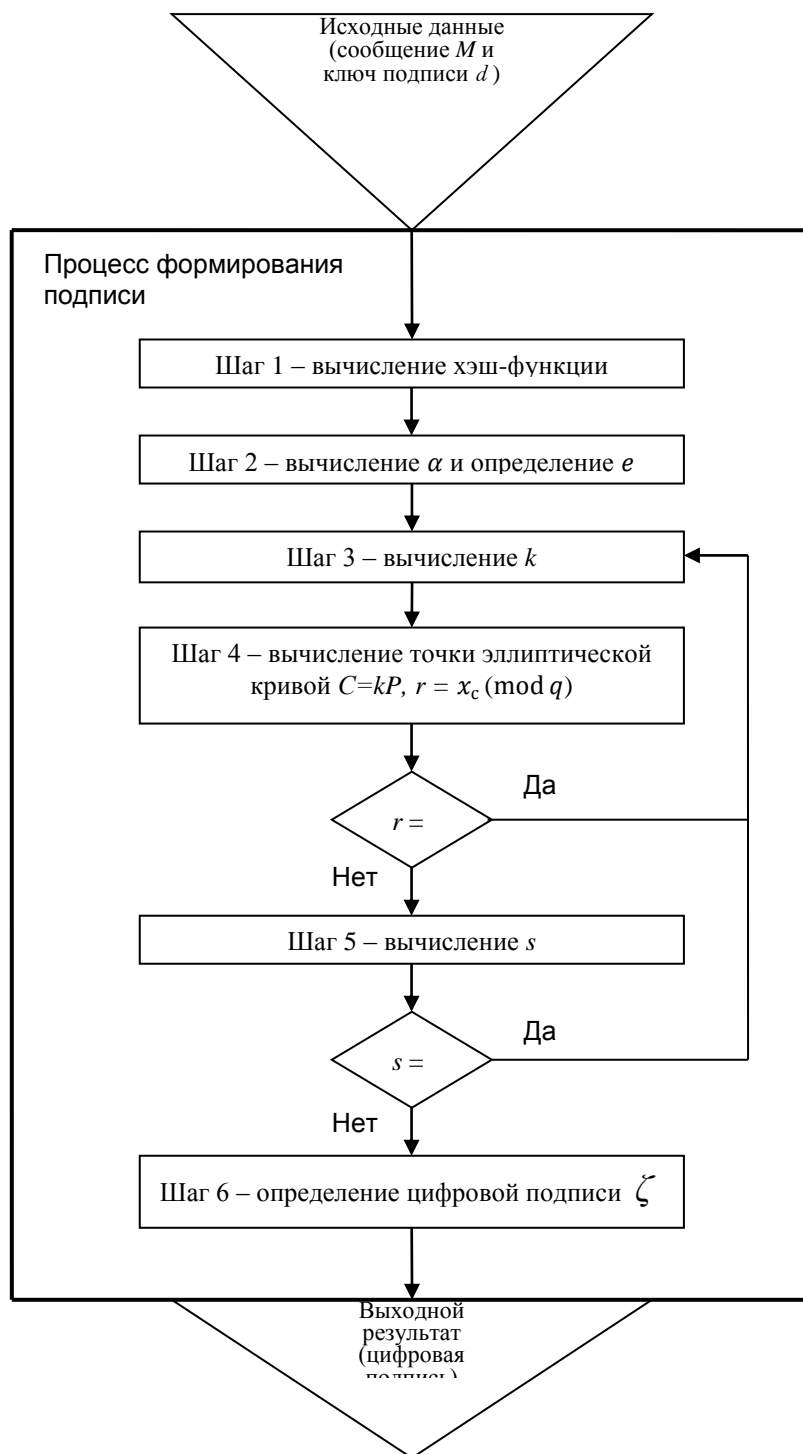 Исходные данные
(сообщение M и
ключ подписи d )
Процесс формирования
подписи
Шаг 1 – вычисление хэш-функции
Шаг 2 – вычисление α и определение e
Шаг 3 – вычисление k
Шаг 4 – вычисление точки эллиптической
кривой C=kP, r = x_c (mod q)
Да
r =
Нет
Шаг 5 – вычисление s
Да
s =
Нет
Шаг 6 – определение цифровой подписи ζ
Выходной
результат
(цифровая
подпись)